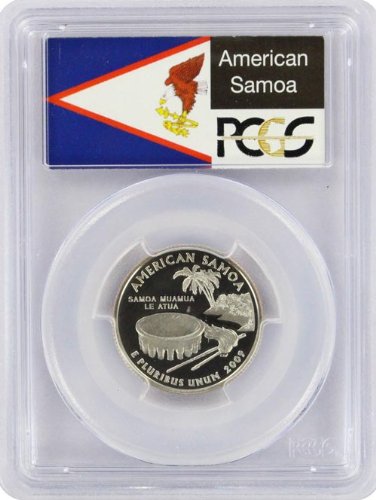 American
Samoa
PCGS
AMERICAN SAMOA
SAMOA MUAMUA
LE ATUA
E PLURIBUS UNUM 2009
PCGS